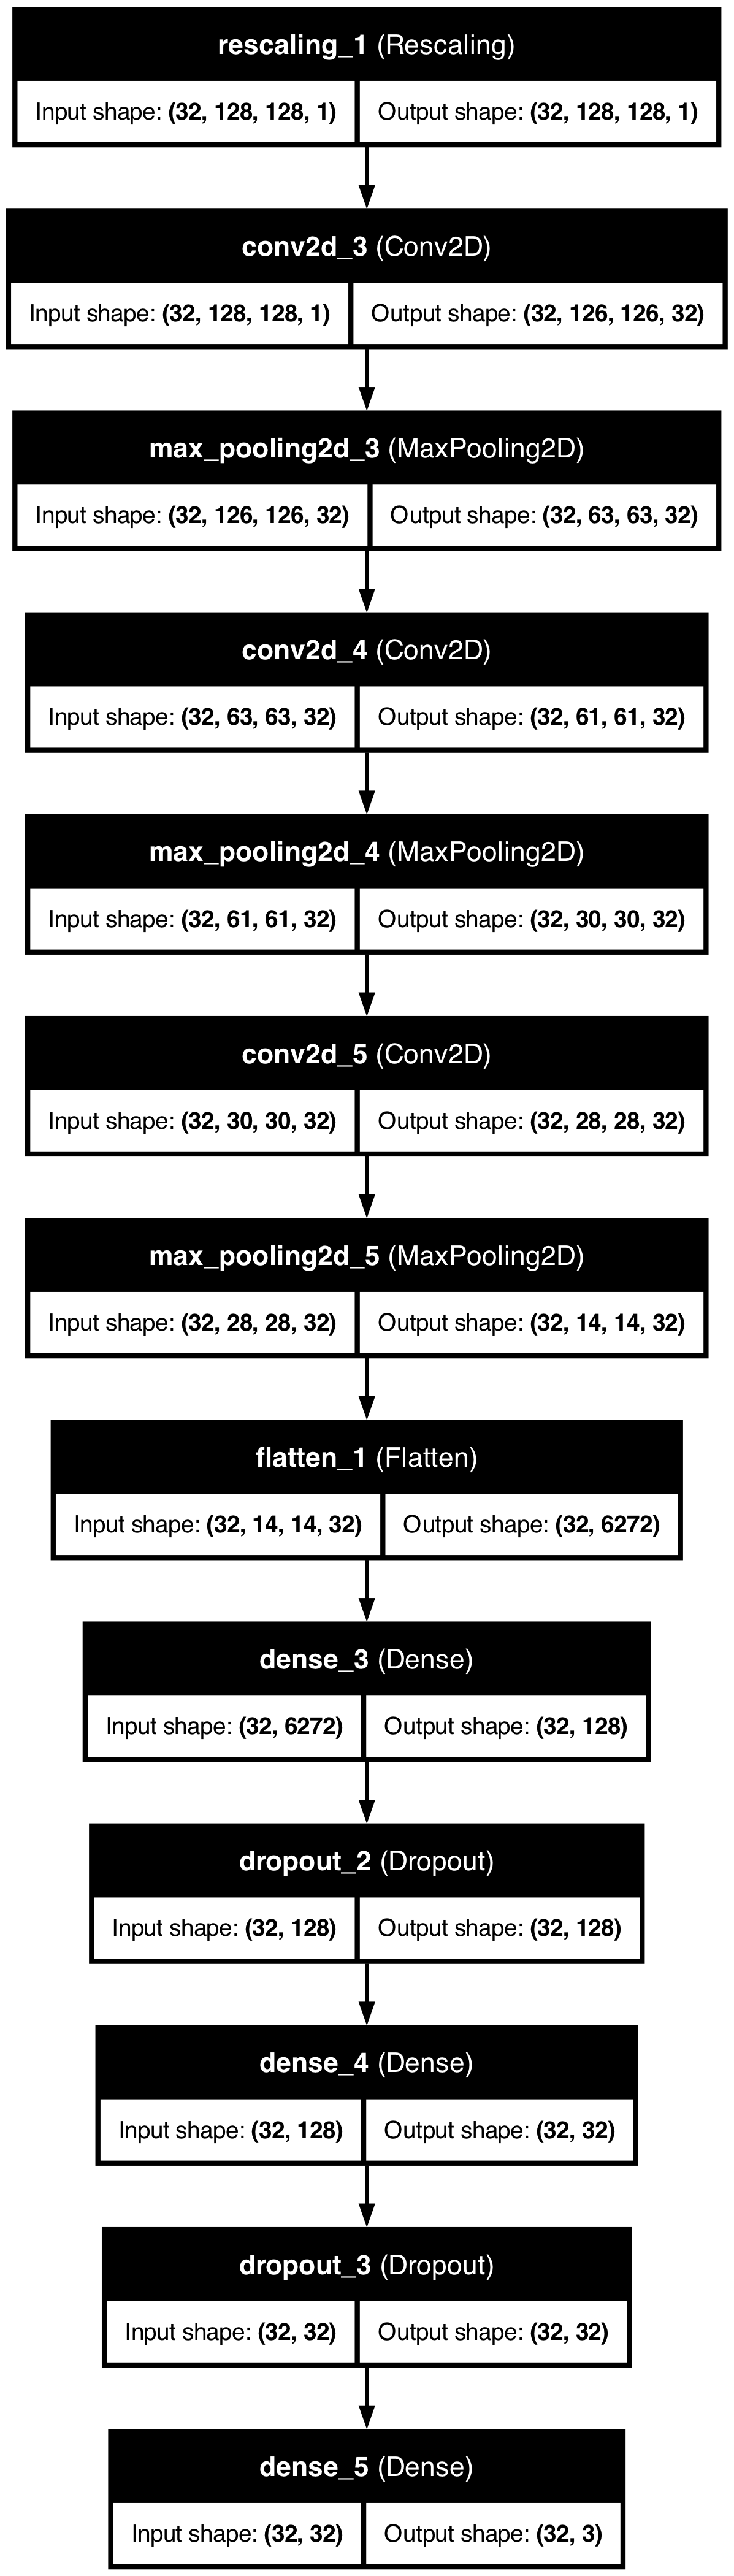 rescaling_1 (Rescaling)
Input shape: (32, 128, 128, 1) Output shape: (32, 128, 128, 1)
conv2d_3 (Conv2D)
Input shape: (32, 128, 128, 1) Output shape: (32, 126, 126, 32)
max_pooling2d_3 (MaxPooling2D)
Input shape: (32, 126, 126, 32) Output shape: (32, 63, 63, 32)
conv2d_4 (Conv2D)
Input shape: (32, 63, 63, 32) Output shape: (32, 61, 61, 32)
max_pooling2d_4 (MaxPooling2D)
Input shape: (32, 61, 61, 32) Output shape: (32, 30, 30, 32)
conv2d_5 (Conv2D)
Input shape: (32, 30, 30, 32) Output shape: (32, 28, 28, 32)
max_pooling2d_5 (MaxPooling2D)
Input shape: (32, 28, 28, 32) Output shape: (32, 14, 14, 32)
flatten_1 (Flatten)
Input shape: (32, 14, 14, 32) Output shape: (32, 6272)
dense_3 (Dense)
Input shape: (32, 6272) Output shape: (32, 128)
dropout_2 (Dropout)
Input shape: (32, 128) Output shape: (32, 128)
dense_4 (Dense)
Input shape: (32, 128) Output shape: (32, 32)
dropout_3 (Dropout)
Input shape: (32, 32) Output shape: (32, 32)
dense_5 (Dense)
Input shape: (32, 32) Output shape: (32, 3)